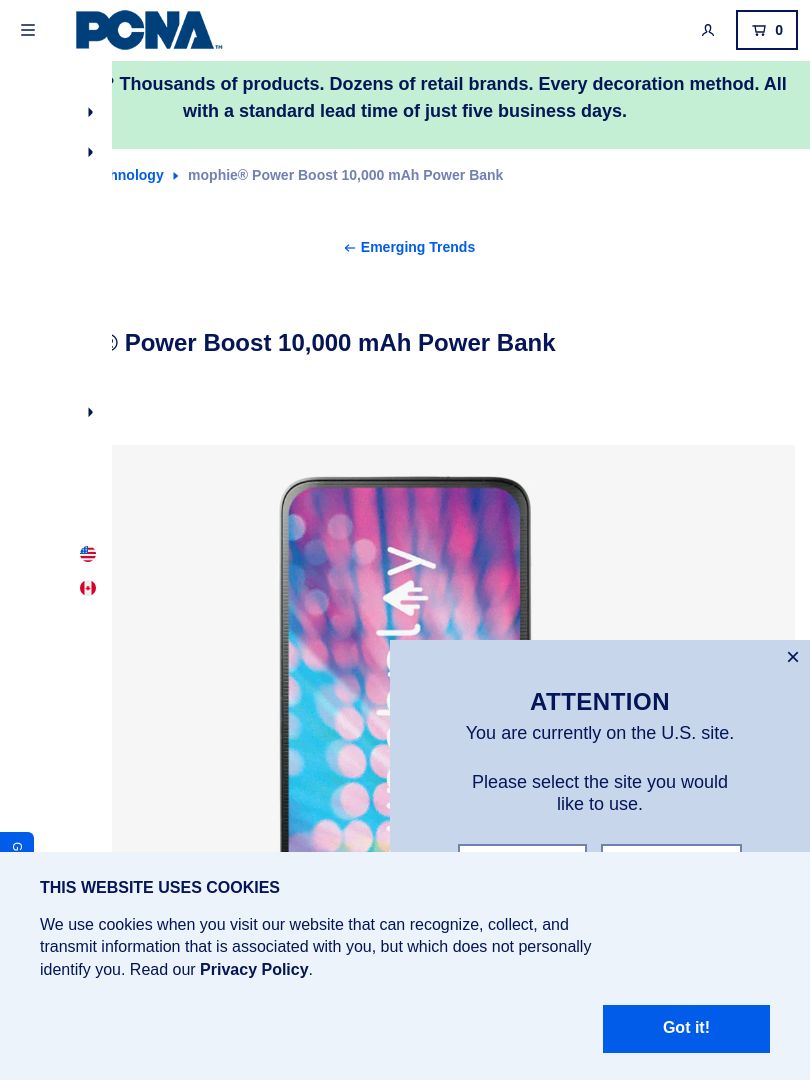 PCNA™
0
Thousands of products. Dozens of retail brands. Every decoration method. All
with a standard lead time of just five business days.
mophie® Power Boost 10,000 mAh Power Bank
Emerging Trends
® Power Boost 10,000 mAh Power Bank
ATTENTION
You are currently on the U.S. site.
Please select the site you would
like to use.
THIS WEBSITE USES COOKIES
We use cookies when you visit our website that can recognize, collect, and
transmit information that is associated with you, but which does not personally
identify you. Read our Privacy Policy.
Got it!